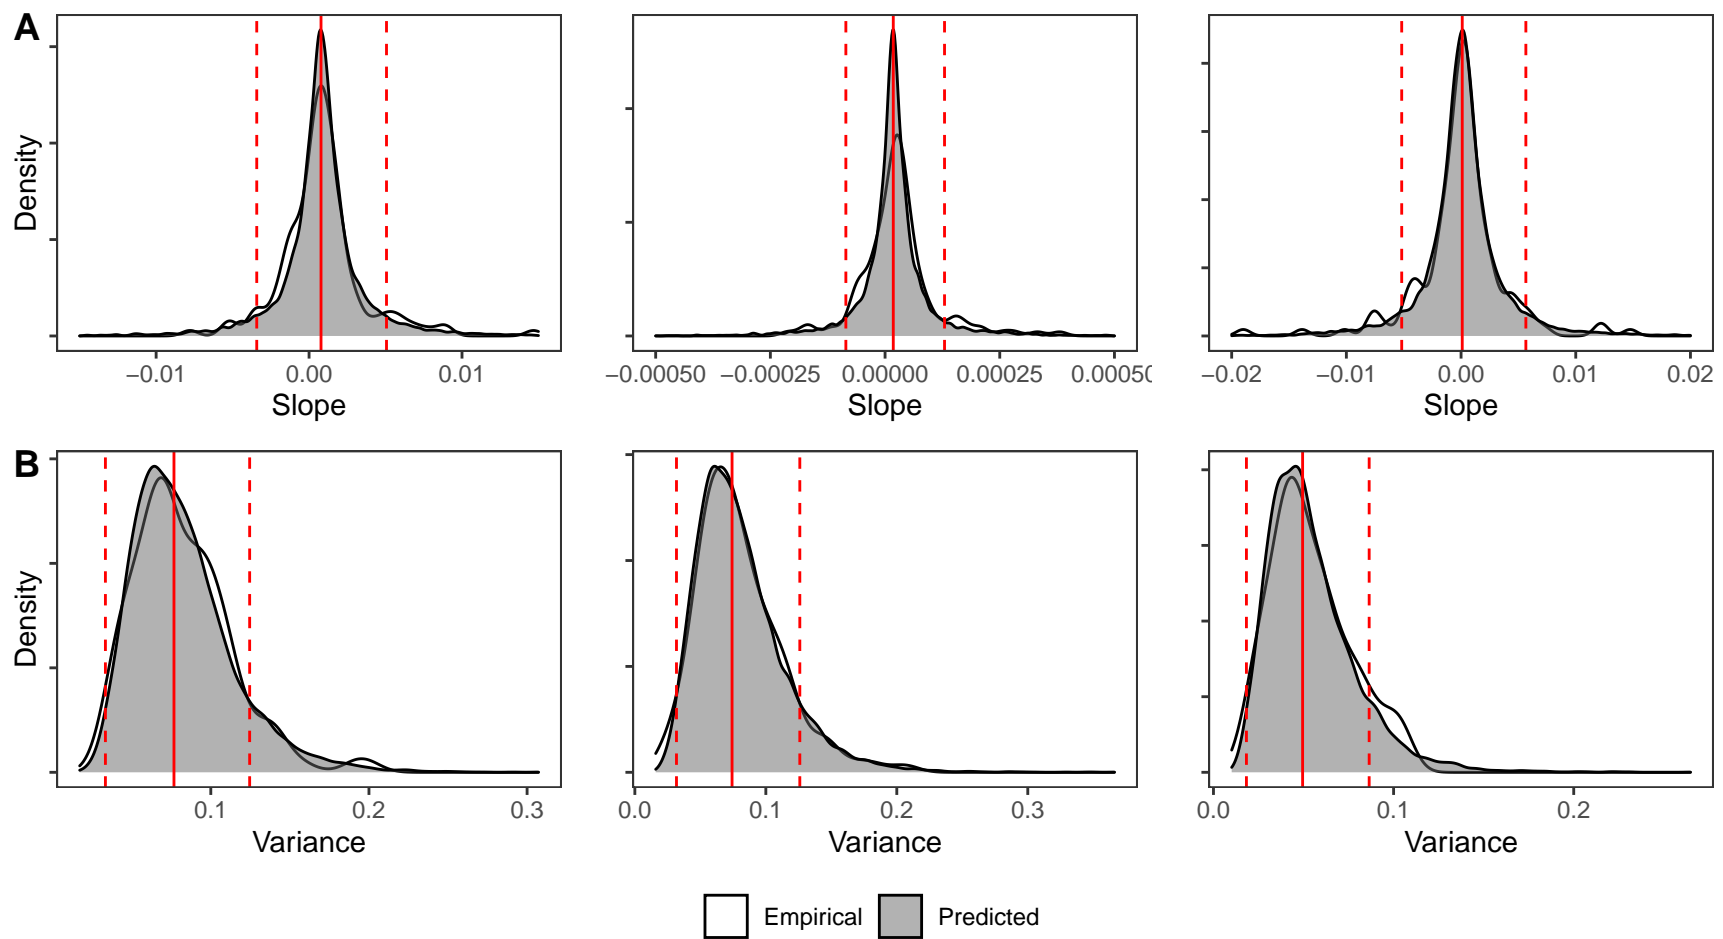 A
Density
−0.01 0.00 0.01
Slope
−0.00050 −0.00025 0.00000 0.00025 0.0005
Slope
−0.02 −0.01 0.00 0.01 0.02
Slope
B
Density
0.1 0.2 0.3
Variance
0.0 0.1 0.2 0.3
Variance
0.0 0.1 0.2
Variance
Empirical Predicted